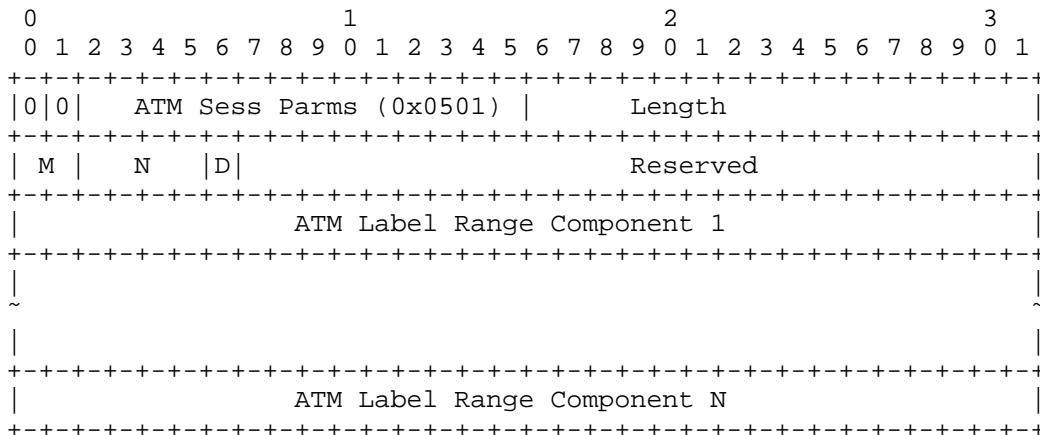 0                   1                   2                   3
 0 1 2 3 4 5 6 7 8 9 0 1 2 3 4 5 6 7 8 9 0 1 2 3 4 5 6 7 8 9 0 1
+-+-+-+-+-+-+-+-+-+-+-+-+-+-+-+-+-+-+-+-+-+-+-+-+-+-+-+-+-+-+-+-+
|0|0|   ATM Sess Parms (0x0501) |      Length                   |
+-+-+-+-+-+-+-+-+-+-+-+-+-+-+-+-+-+-+-+-+-+-+-+-+-+-+-+-+-+-+-+-+
| M |   N   |D|                        Reserved                 |
+-+-+-+-+-+-+-+-+-+-+-+-+-+-+-+-+-+-+-+-+-+-+-+-+-+-+-+-+-+-+-+-+
|                 ATM Label Range Component 1                   |
+-+-+-+-+-+-+-+-+-+-+-+-+-+-+-+-+-+-+-+-+-+-+-+-+-+-+-+-+-+-+-+-+
|                                                               |
~                                                               ~
|                                                               |
+-+-+-+-+-+-+-+-+-+-+-+-+-+-+-+-+-+-+-+-+-+-+-+-+-+-+-+-+-+-+-+-+
|                 ATM Label Range Component N                   |
+-+-+-+-+-+-+-+-+-+-+-+-+-+-+-+-+-+-+-+-+-+-+-+-+-+-+-+-+-+-+-+-+